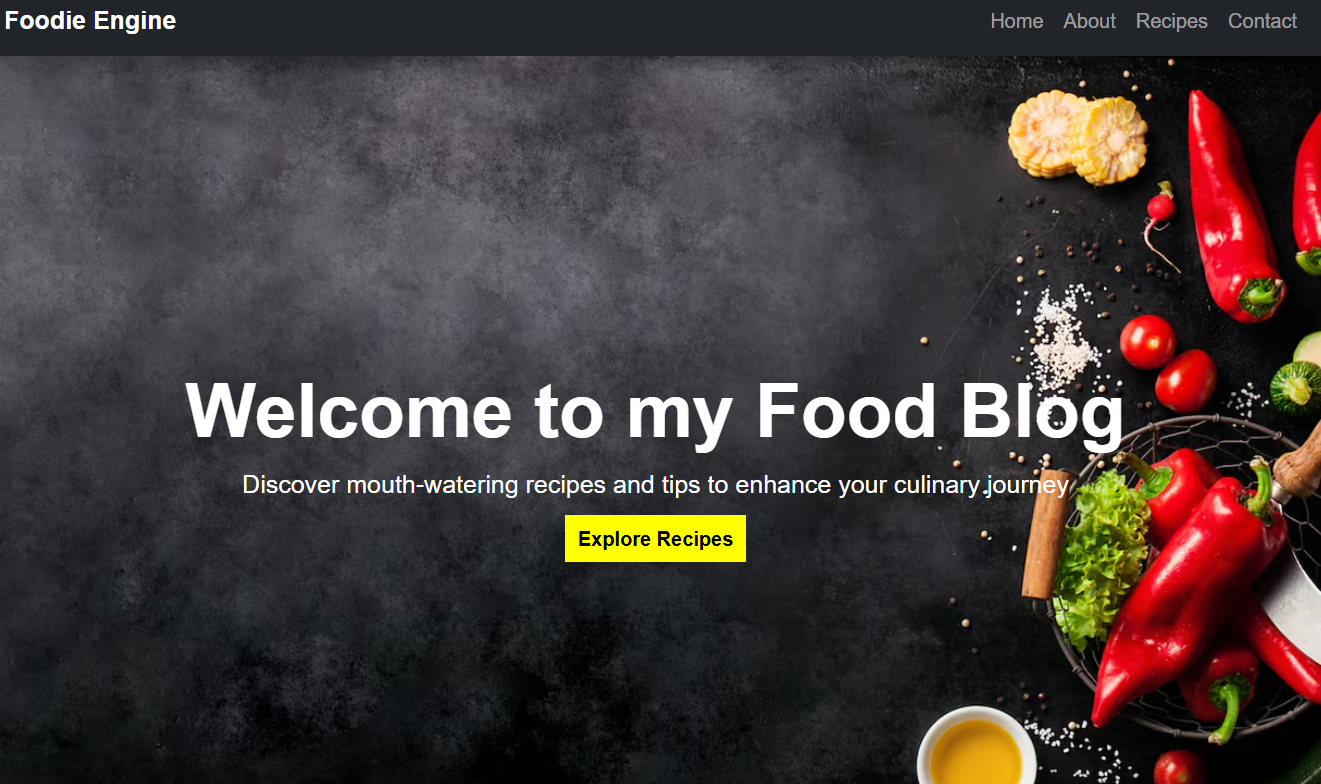 Foodie Engine
Home About Recipes Contact
Welcome to my Food Blog
Discover mouth-watering recipes and tips to enhance your culinary journey
Explore Recipes